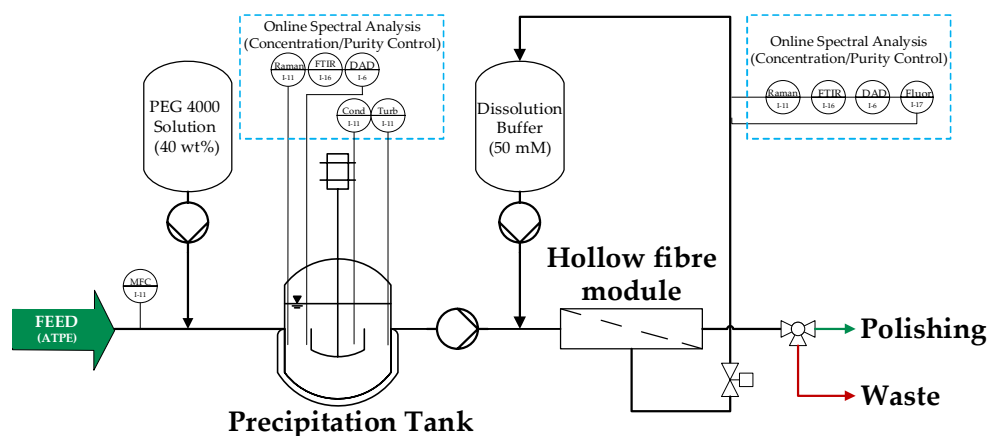 Online Spectral Analysis
(Concentration/Purity Control)
Raman
I-11
FTIR
I-16
DAD
I-6
Cond
I-11
Turb
I-11
PEG 4000
Solution
(40 wt%)
Dissolution
Buffer
(50 mM)
Online Spectral Analysis
(Concentration/Purity Control)
Raman
I-11
FTIR
I-16
DAD
I-6
Fluor
I-17
MFC
I-11
FEED
(ATPE)
Hollow fibre
module
Polishing
Waste
Precipitation Tank